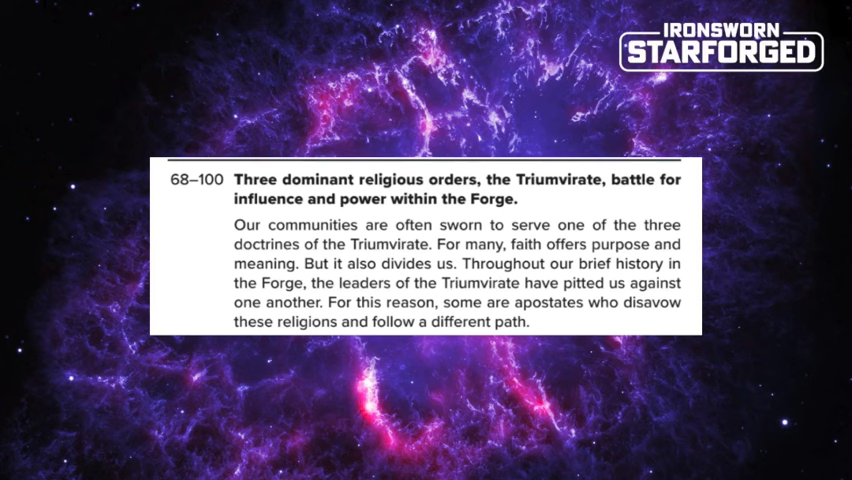 IRONSWORN
STARFORGED
68–100 Three dominant religious orders, the Triumvirate, battle for
influence and power within the Forge.
Our communities are often sworn to serve one of the three
doctrines of the Triumvirate. For many, faith offers purpose and
meaning. But it also divides us. Throughout our brief history in
the Forge, the leaders of the Triumvirate have pitted us against
one another. For this reason, some are apostates who disavow
these religions and follow a different path.